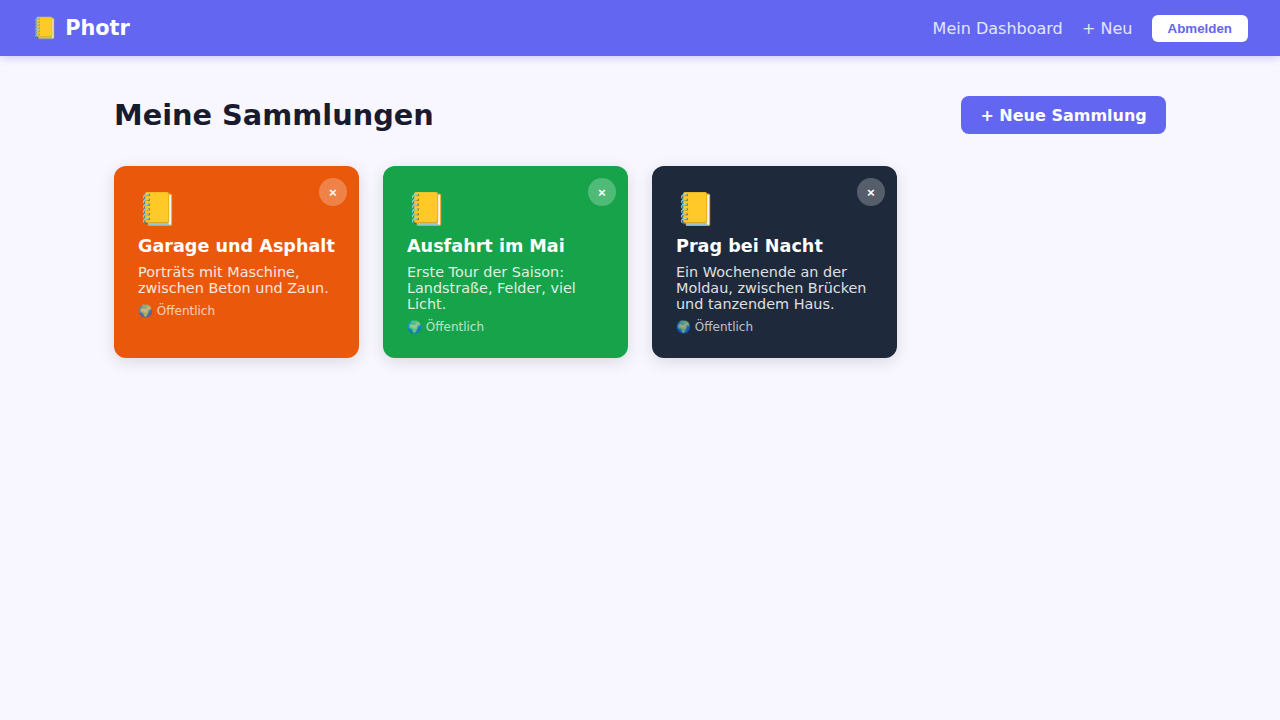 Photr
Mein Dashboard
+ Neu
Abmelden
Meine Sammlungen
+ Neue Sammlung
×
Garage und Asphalt
Porträts mit Maschine,
zwischen Beton und Zaun.
Öffentlich
×
Ausfahrt im Mai
Erste Tour der Saison:
Landstraße, Felder, viel
Licht.
Öffentlich
×
Prag bei Nacht
Ein Wochenende an der
Moldau, zwischen Brücken
und tanzendem Haus.
Öffentlich